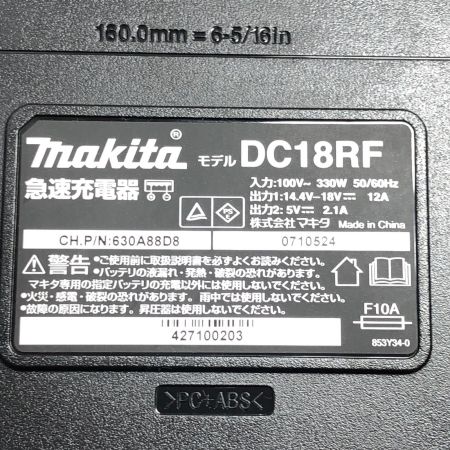 160.0mm = 6-5/16in
makita® モデル DC18RF
急速充電器
入力:100V~ 330W 50/60Hz
出力1:14.4V-18V⎓ 12A
出力2: 5V⎓ 2.1A
株式会社 マキタ Made in China
CH.P/N:630A88D8
0710524
⚠警告 •ご使用前に取扱説明書を必ずよくお読みください。
•バッテリの液漏れ・発熱・破裂の恐れがあります。
マキタ専用の指定バッテリの充電以外には使用しないでください。
•火災・感電・破裂の恐れがあります。雨中では使用しないでください。
•故障の原因になります。昇圧器は使用しないでください。
F10A
427100203
853Y34-0
>PC+ABS<